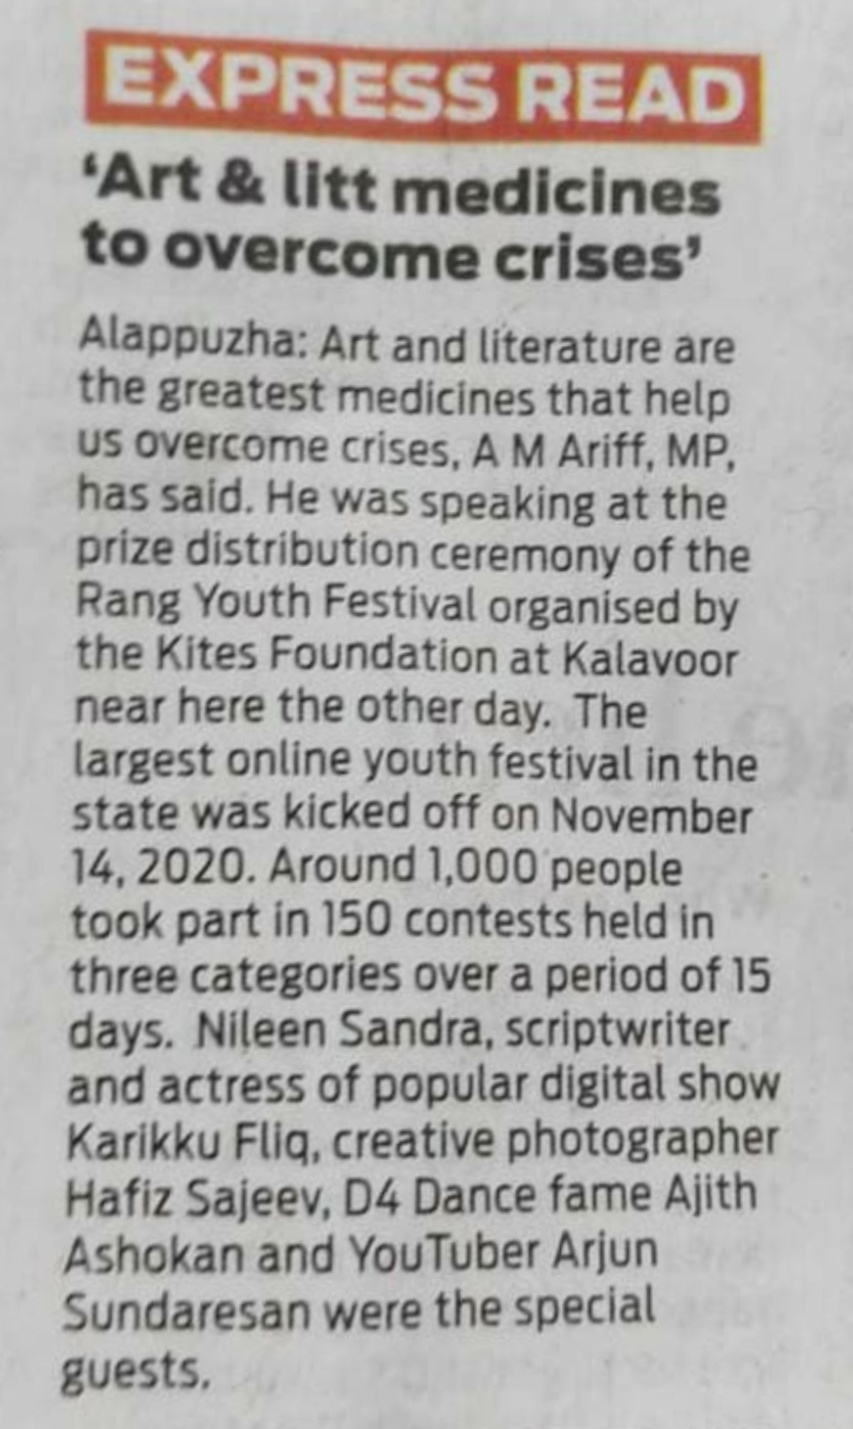 EXPRESS READ
‘Art & litt medicines
to overcome crises’
Alappuzha: Art and literature are
the greatest medicines that help
us overcome crises, A M Ariff, MP,
has said. He was speaking at the
prize distribution ceremony of the
Rang Youth Festival organised by
the Kites Foundation at Kalavoor
near here the other day. The
largest online youth festival in the
state was kicked off on November
14, 2020. Around 1,000 people
took part in 150 contests held in
three categories over a period of 15
days. Nileen Sandra, scriptwriter
and actress of popular digital show
Karikku Fliq, creative photographer
Hafiz Sajeev, D4 Dance fame Ajith
Ashokan and YouTuber Arjun
Sundaresan were the special
guests.